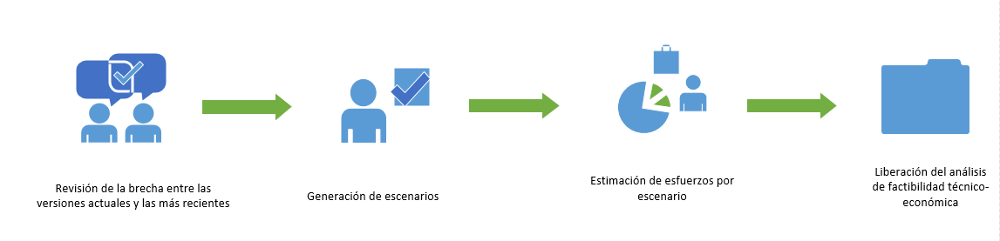 Revisión de la brecha entre las
versiones actuales y las más recientes
Generación de escenarios
Estimación de esfuerzos por
escenario
Liberación del análisis
de factibilidad técnico-
económica